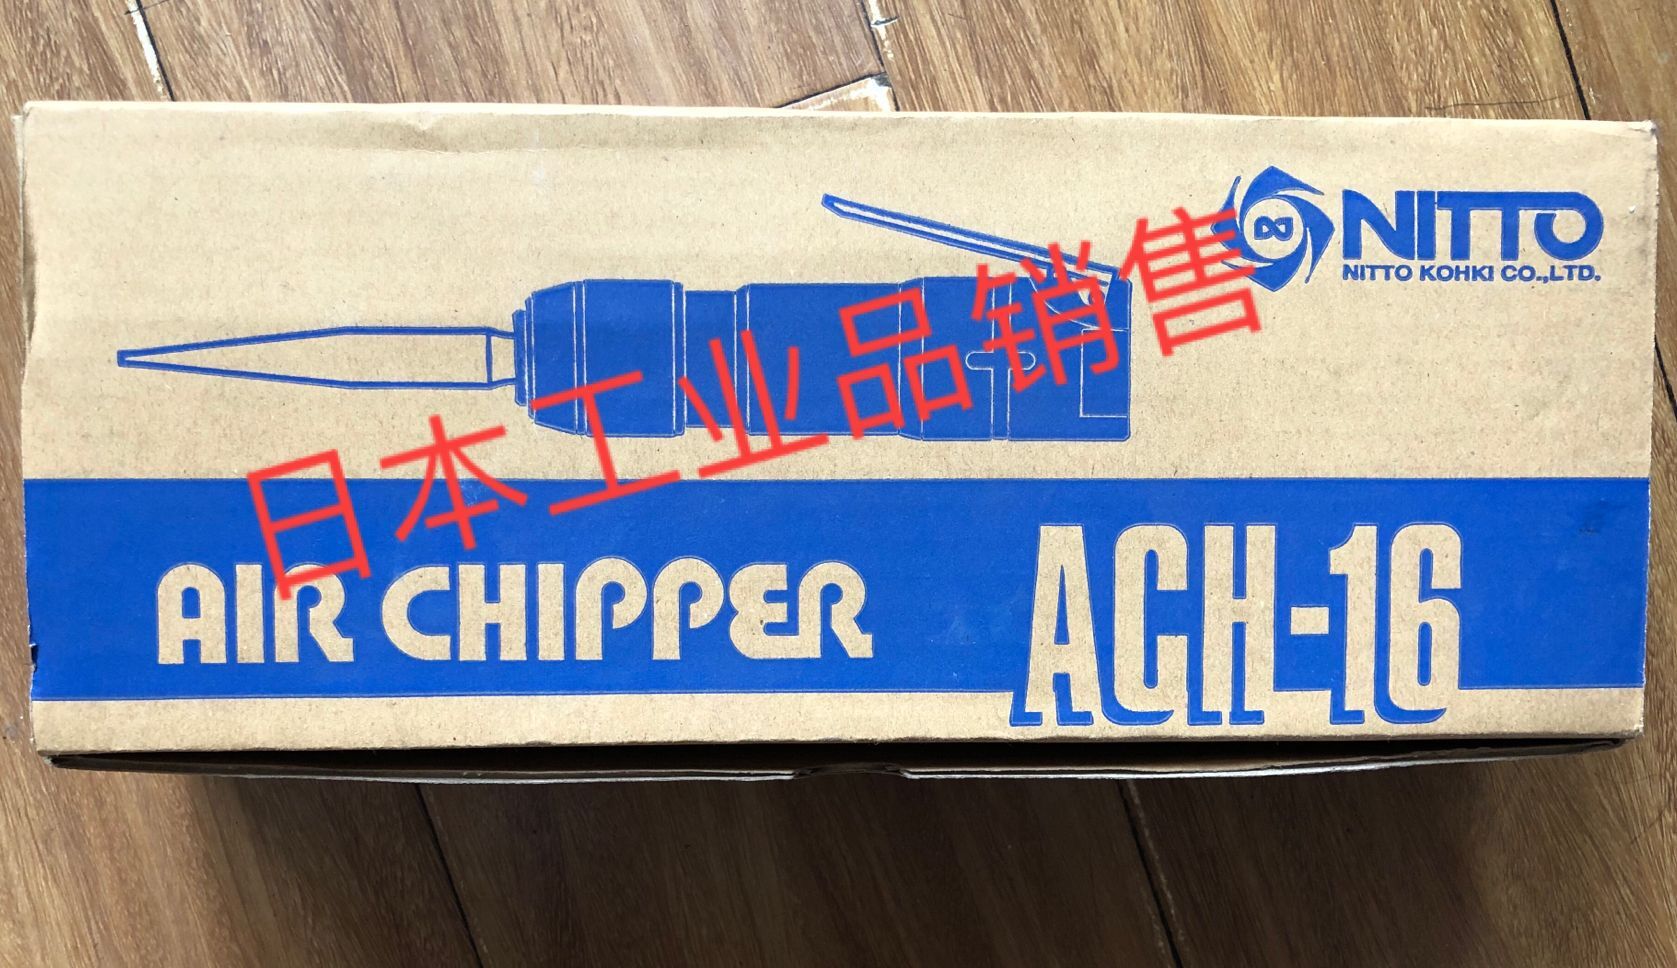 NITTO
NITTO KOHKI CO.,LTD.
日本工业品销售
AIR CHIPPER
ACH-16